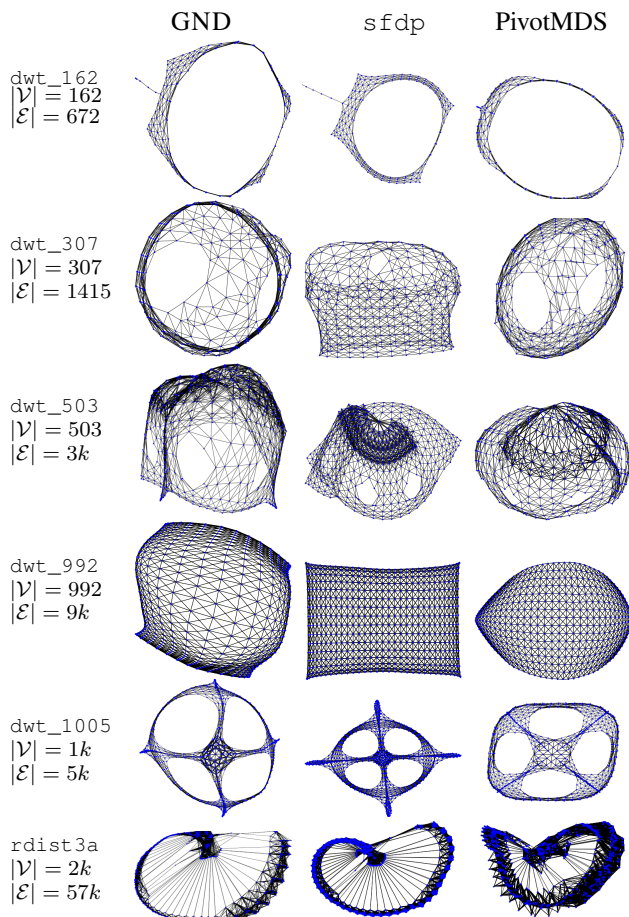 GND sfdp PivotMDS
dwt_162
|𝒱| = 162
|ℰ| = 672
dwt_307
|𝒱| = 307
|ℰ| = 1415
dwt_503
|𝒱| = 503
|ℰ| = 3k
dwt_992
|𝒱| = 992
|ℰ| = 9k
dwt_1005
|𝒱| = 1k
|ℰ| = 5k
rdist3a
|𝒱| = 2k
|ℰ| = 57k